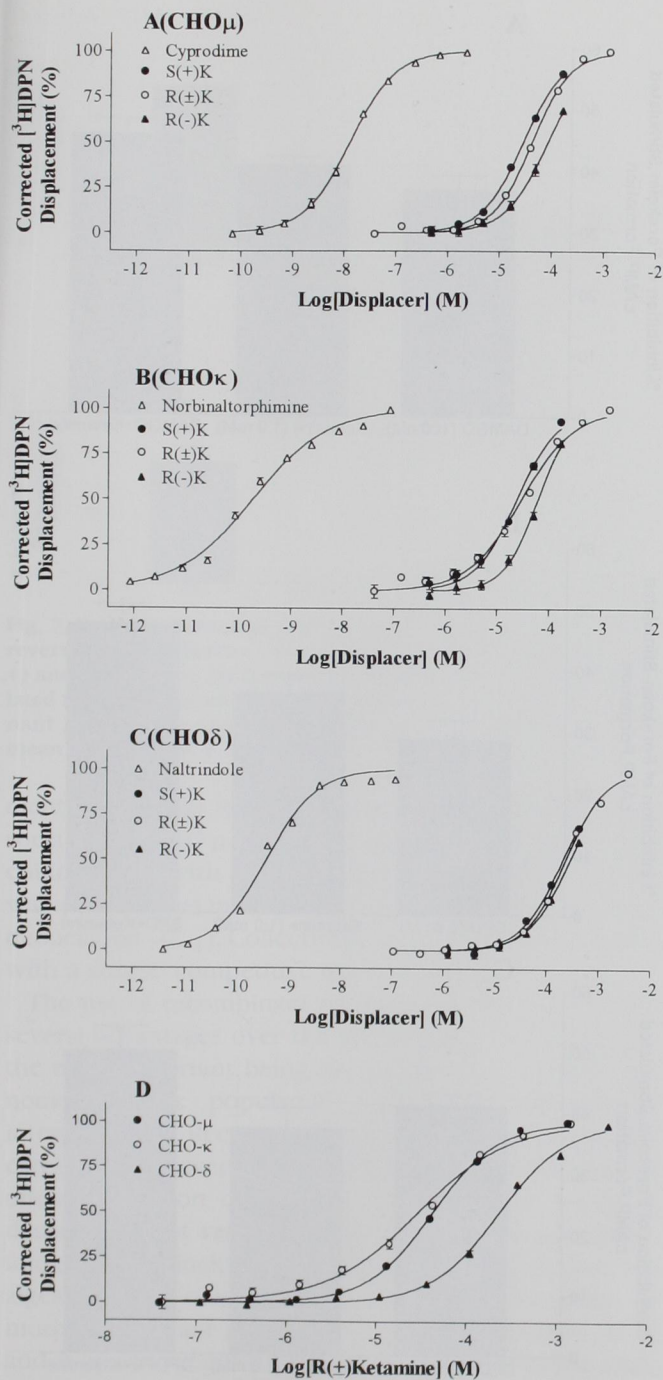 A(CHOμ)
△ Cyprodime
● S(+)K
○ R(±)K
▲ R(-)K
Corrected [³H]DPN
Displacement (%)
100
75
50
25
0
-12 -11 -10 -9 -8 -7 -6 -5 -4 -3 -2
Log[Displacer] (M)
B(CHOκ)
△ Norbinaltorphimine
● S(+)K
○ R(±)K
▲ R(-)K
Corrected [³H]DPN
Displacement (%)
100
75
50
25
0
-12 -11 -10 -9 -8 -7 -6 -5 -4 -3 -2
Log[Displacer] (M)
C(CHOδ)
△ Naltrindole
● S(+)K
○ R(±)K
▲ R(-)K
Corrected [³H]DPN
Displacement (%)
100
75
50
25
0
-12 -11 -10 -9 -8 -7 -6 -5 -4 -3 -2
Log[Displacer] (M)
D
● CHO-μ
○ CHO-κ
▲ CHO-δ
Corrected [³H]DPN
Displacement (%)
100
75
50
25
0
-8 -7 -6 -5 -4 -3 -2
Log[R(±)Ketamine] (M)